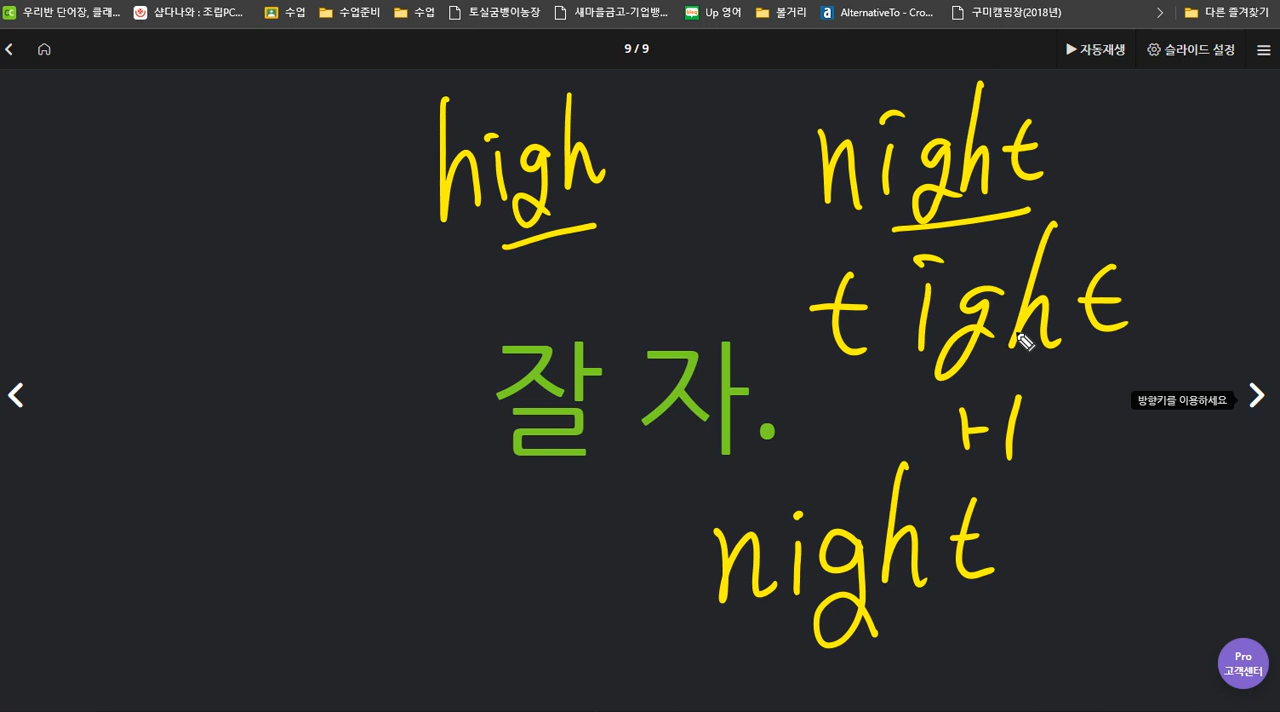 우리반 단어장, 클래... 샵다나와 : 조립PC... 수업 수업준비 수업 토실궁뱅이농장 새마을금고-기업뱅... Up 영어 볼거리 AlternativeTo - Cro... 구미캠핑장(2018년) 다른 즐겨찾기
9 / 9 자동재생 슬라이드 설정
high night
tight
잘 자.
방향키를 이용하세요
night
Pro
고객센터